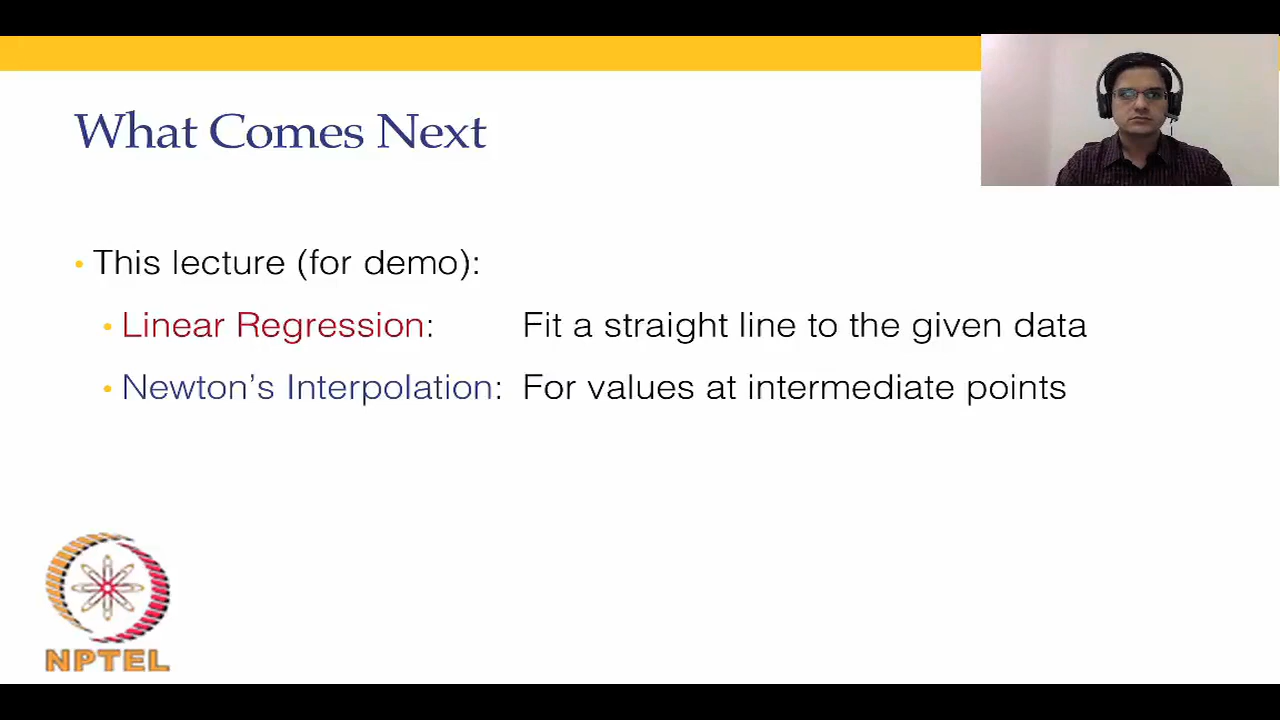 What Comes Next
• This lecture (for demo):
• Linear Regression: Fit a straight line to the given data
• Newton's Interpolation: For values at intermediate points
NPTEL